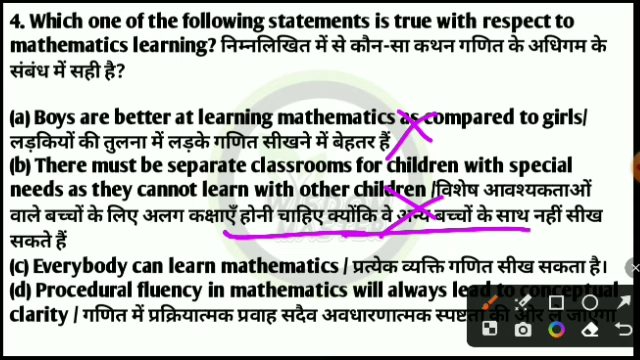 4. Which one of the following statements is true with respect to
mathematics learning? निम्नलिखित में से कौन-सा कथन गणित के अधिगम के
संबंध में सही है?
(a) Boys are better at learning mathematics as compared to girls/
लड़कियों की तुलना में लड़के गणित सीखने में बेहतर हैं
(b) There must be separate classrooms for children with special
needs as they cannot learn with other children /विशेष आवश्यकताओं
वाले बच्चों के लिए अलग कक्षाएँ होनी चाहिए क्योंकि वे अन्य बच्चों के साथ नहीं सीख
सकते हैं
(c) Everybody can learn mathematics / प्रत्येक व्यक्ति गणित सीख सकता है।
(d) Procedural fluency in mathematics will always lead to conceptual
clarity / गणित में प्रक्रियात्मक प्रवाह सदैव अवधारणात्मक स्पष्टता की ओर ले जाएगा